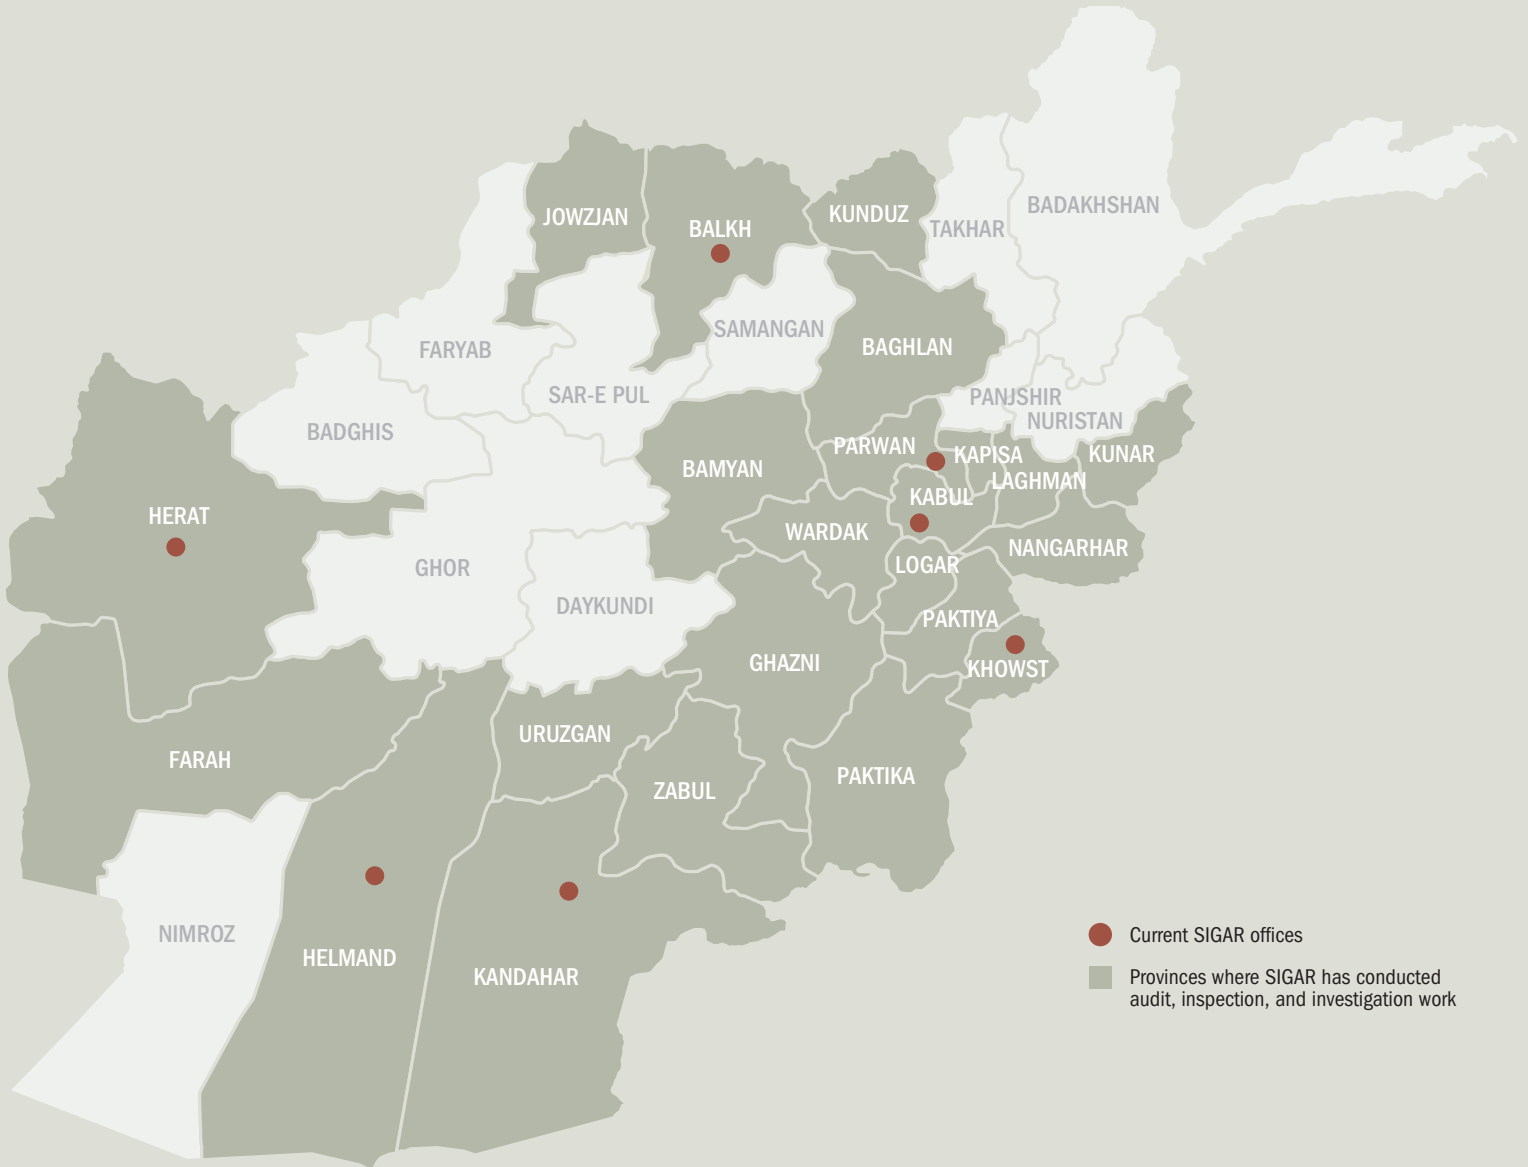 BADAKHSHAN
JOWZJAN
KUNDUZ
BALKH
TAKHAR
SAMANGAN
BAGHLAN
FARYAB
SAR-E PUL
PANJSHIR
NURISTAN
BADGHIS
PARWAN
KAPISA
KUNAR
BAMYAN
LAGHMAN
KABUL
HERAT
WARDAK
NANGARHAR
GHOR
LOGAR
DAYKUNDI
PAKTIYA
GHAZNI
KHOWST
URUZGAN
FARAH
PAKTIKA
ZABUL
NIMROZ
HELMAND
KANDAHAR
Current SIGAR offices
Provinces where SIGAR has conducted
audit, inspection, and investigation work